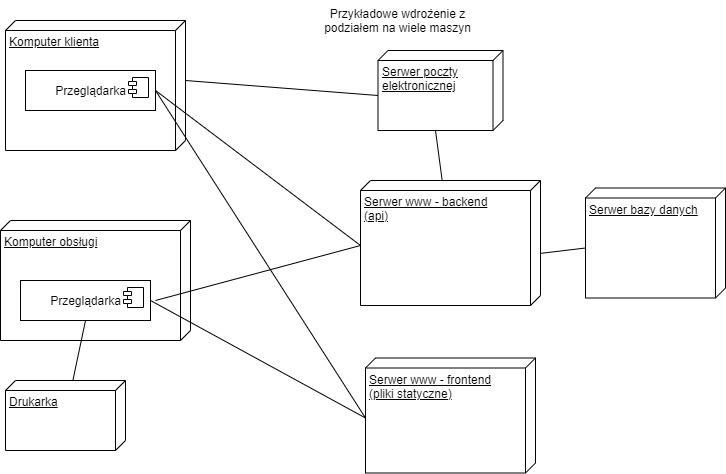 Przykładowe wdrożenie z
podziałem na wiele maszyn
Komputer klienta
Przeglądarka
Serwer poczty
elektronicznej
Serwer www - backend
(api)
Serwer bazy danych
Komputer obsługi
Przeglądarka
Serwer www - frontend
(pliki statyczne)
Drukarka